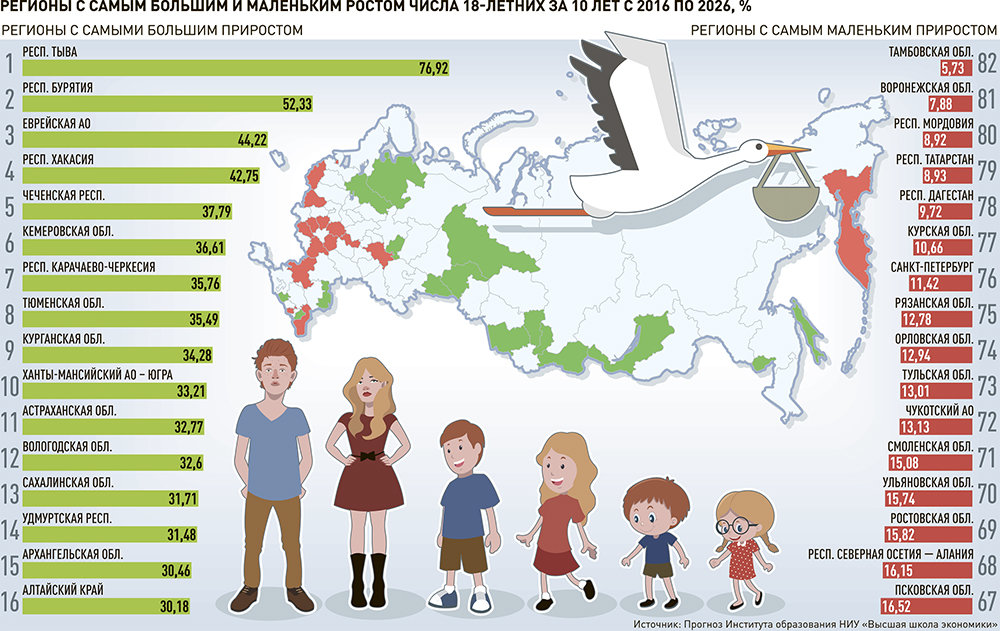 РЕГИОНЫ С САМЫМ БОЛЬШИМ И МАЛЕНЬКИМ РОСТОМ ЧИСЛА 18-ЛЕТНИХ ЗА 10 ЛЕТ С 2016 ПО 2026, %
РЕГИОНЫ С САМЫМИ БОЛЬШИМ ПРИРОСТОМ
1 РЕСП. ТЫВА 76,92
2 РЕСП. БУРЯТИЯ 52,33
3 ЕВРЕЙСКАЯ АО 44,22
4 РЕСП. ХАКАСИЯ 42,75
5 ЧЕЧЕНСКАЯ РЕСП. 37,79
6 КЕМЕРОВСКАЯ ОБЛ. 36,61
7 РЕСП. КАРАЧАЕВО-ЧЕРКЕСИЯ 35,76
8 ТЮМЕНСКАЯ ОБЛ. 35,49
9 КУРГАНСКАЯ ОБЛ. 34,28
10 ХАНТЫ-МАНСИЙСКИЙ АО – ЮГРА 33,21
11 АСТРАХАНСКАЯ ОБЛ. 32,77
12 ВОЛОГОДСКАЯ ОБЛ. 32,6
13 САХАЛИНСКАЯ ОБЛ. 31,71
14 УДМУРТСКАЯ РЕСП. 31,48
15 АРХАНГЕЛЬСКАЯ ОБЛ. 30,46
16 АЛТАЙСКИЙ КРАЙ 30,18
РЕГИОНЫ С САМЫМ МАЛЕНЬКИМ ПРИРОСТОМ
ТАМБОВСКАЯ ОБЛ. 5,73 82
ВОРОНЕЖСКАЯ ОБЛ. 7,88 81
РЕСП. МОРДОВИЯ 8,92 80
РЕСП. ТАТАРСТАН 8,93 79
РЕСП. ДАГЕСТАН 9,72 78
КУРСКАЯ ОБЛ. 10,66 77
САНКТ-ПЕТЕРБУРГ 11,42 76
РЯЗАНСКАЯ ОБЛ. 12,78 75
ОРЛОВСКАЯ ОБЛ. 12,94 74
ТУЛЬСКАЯ ОБЛ. 13,01 73
ЧУКОТСКИЙ АО 13,13 72
СМОЛЕНСКАЯ ОБЛ. 15,08 71
УЛЬЯНОВСКАЯ ОБЛ. 15,74 70
РОСТОВСКАЯ ОБЛ. 15,82 69
РЕСП. СЕВЕРНАЯ ОСЕТИЯ — АЛАНИЯ 16,15 68
ПСКОВСКАЯ ОБЛ. 16,52 67
Источник: Прогноз Института образования НИУ «Высшая школа экономики»